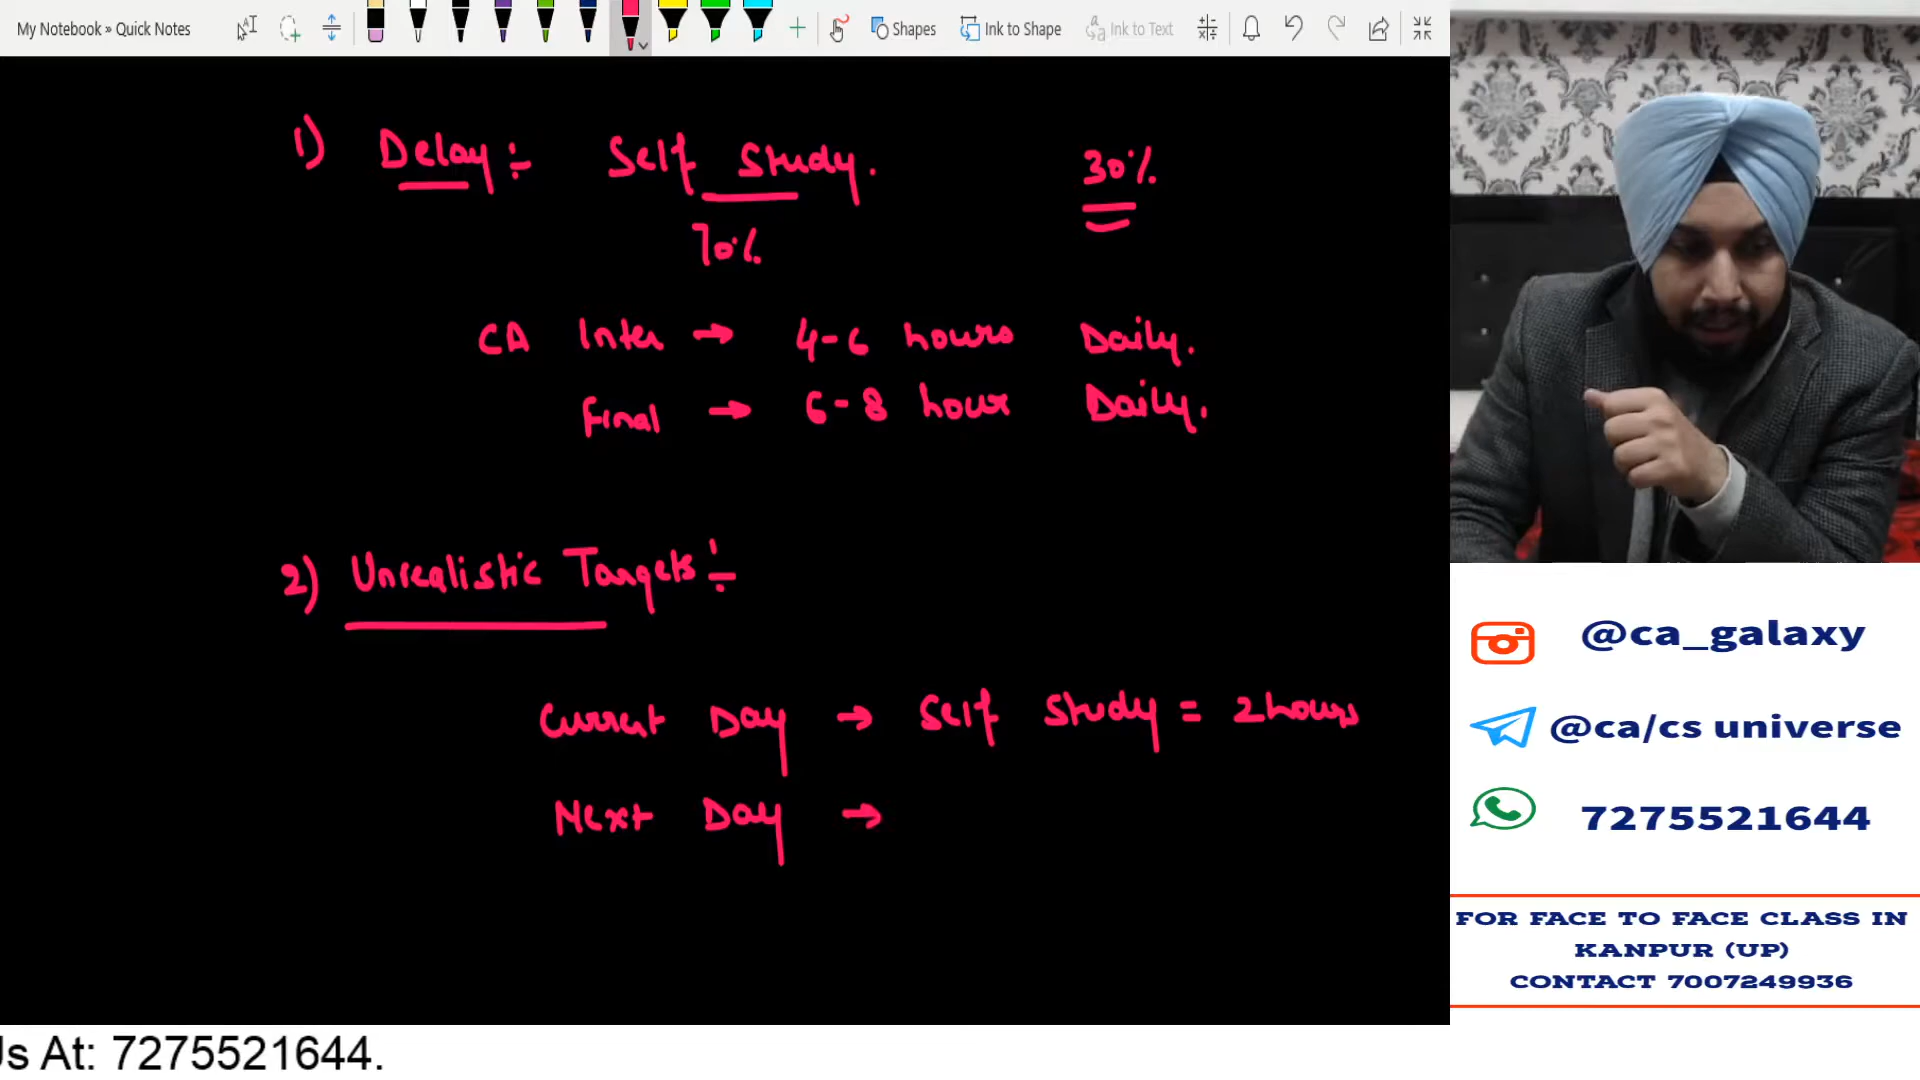 My Notebook » Quick Notes
Shapes
Ink to Shape
Ink to Text
1) Delay :- Self Study. 30%
70%
CA Inter → 4-6 hours Daily.
Final → 6-8 hour Daily.
2) Unrealistic Targets :-
Current Day → Self Study = 2 hours
Next Day →
@ca_galaxy
@ca/cs universe
7275521644
FOR FACE TO FACE CLASS IN
KANPUR (UP)
CONTACT 7007249936
Us At: 7275521644.